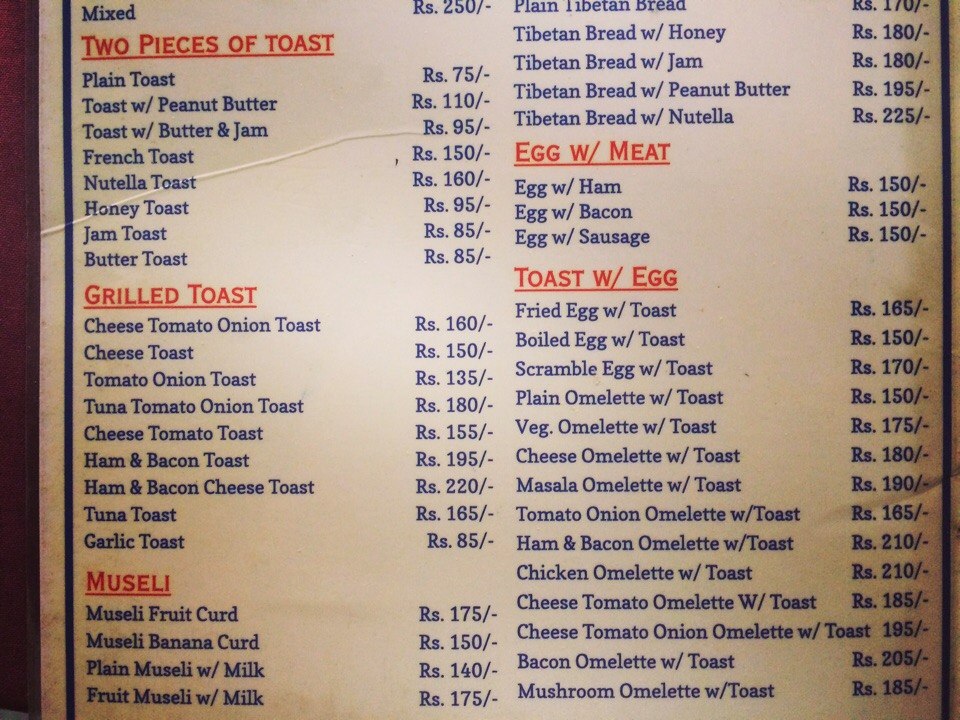 Mixed Rs. 250/-
TWO PIECES OF TOAST
Plain Toast Rs. 75/-
Toast w/ Peanut Butter Rs. 110/-
Toast w/ Butter & Jam Rs. 95/-
French Toast Rs. 150/-
Nutella Toast Rs. 160/-
Honey Toast Rs. 95/-
Jam Toast Rs. 85/-
Butter Toast Rs. 85/-
GRILLED TOAST
Cheese Tomato Onion Toast Rs. 160/-
Cheese Toast Rs. 150/-
Tomato Onion Toast Rs. 135/-
Tuna Tomato Onion Toast Rs. 180/-
Cheese Tomato Toast Rs. 155/-
Ham & Bacon Toast Rs. 195/-
Ham & Bacon Cheese Toast Rs. 220/-
Tuna Toast Rs. 165/-
Garlic Toast Rs. 85/-
MUSELI
Museli Fruit Curd Rs. 175/-
Museli Banana Curd Rs. 150/-
Plain Museli w/ Milk Rs. 140/-
Fruit Museli w/ Milk Rs. 175/-
Plain Tibetan Bread Rs. 170/-
Tibetan Bread w/ Honey Rs. 180/-
Tibetan Bread w/ Jam Rs. 180/-
Tibetan Bread w/ Peanut Butter Rs. 195/-
Tibetan Bread w/ Nutella Rs. 225/-
EGG W/ MEAT
Egg w/ Ham Rs. 150/-
Egg w/ Bacon Rs. 150/-
Egg w/ Sausage Rs. 150/-
TOAST W/ EGG
Fried Egg w/ Toast Rs. 165/-
Boiled Egg w/ Toast Rs. 150/-
Scramble Egg w/ Toast Rs. 170/-
Plain Omelette w/ Toast Rs. 150/-
Veg. Omelette w/ Toast Rs. 175/-
Cheese Omelette w/ Toast Rs. 180/-
Masala Omelette w/ Toast Rs. 190/-
Tomato Onion Omelette w/Toast Rs. 165/-
Ham & Bacon Omelette w/Toast Rs. 210/-
Chicken Omelette w/ Toast Rs. 210/-
Cheese Tomato Omelette W/ Toast Rs. 185/-
Cheese Tomato Onion Omelette w/ Toast 195/-
Bacon Omelette w/ Toast Rs. 205/-
Mushroom Omelette w/Toast Rs. 185/-